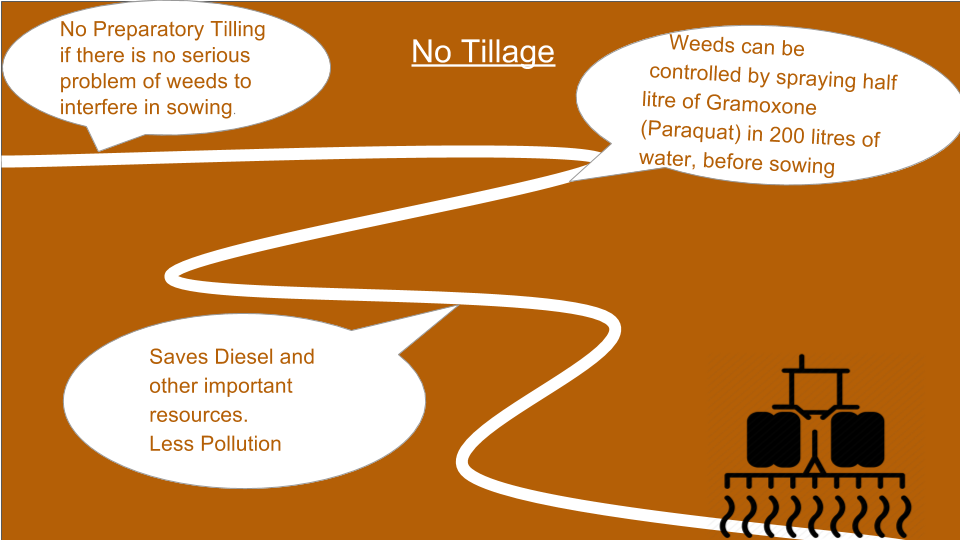 No Preparatory Tilling
if there is no serious
problem of weeds to
interfere in sowing.
No Tillage
Weeds can be
controlled by spraying half
litre of Gramoxone
(Paraquat) in 200 litres of
water, before sowing
Saves Diesel and
other important
resources.
Less Pollution